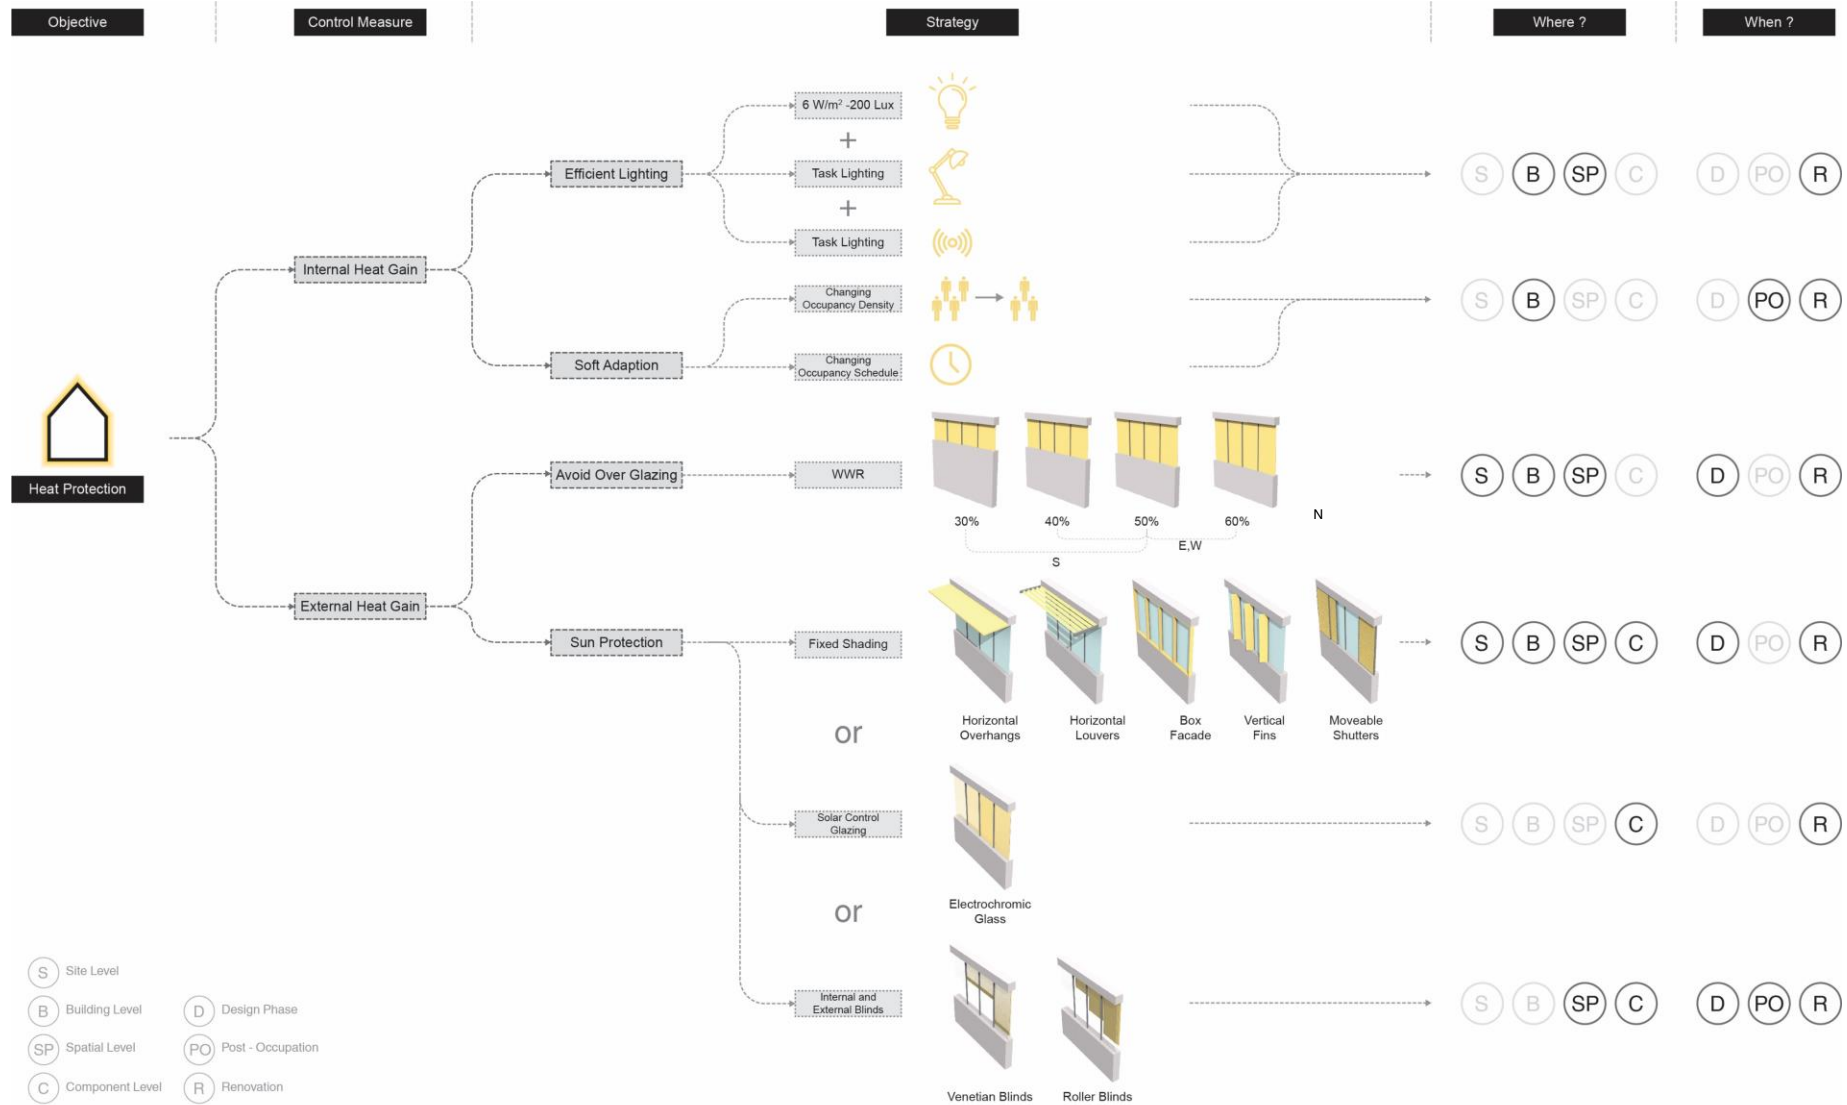 Objective
Control Measure
Strategy
Where ?
When ?
6 W/m² -200 Lux
+
Efficient Lighting
Task Lighting
S B SP C
D PO R
+
Task Lighting
Internal Heat Gain
Changing
Occupancy Density
S B SP C
D PO R
Soft Adaption
Changing
Occupancy Schedule
Heat Protection
Avoid Over Glazing
WWR
S B SP C
D PO R
30%
40%
50%
60%
N
E,W
S
External Heat Gain
Sun Protection
Fixed Shading
S B SP C
D PO R
Horizontal
Overhangs
Horizontal
Louvers
Box
Facade
Vertical
Fins
Moveable
Shutters
or
Solar Control
Glazing
S B SP C
D PO R
Electrochromic
Glass
or
Internal and
External Blinds
S B SP C
D PO R
Venetian Blinds
Roller Blinds
S Site Level
B Building Level
D Design Phase
SP Spatial Level
PO Post - Occupation
C Component Level
R Renovation